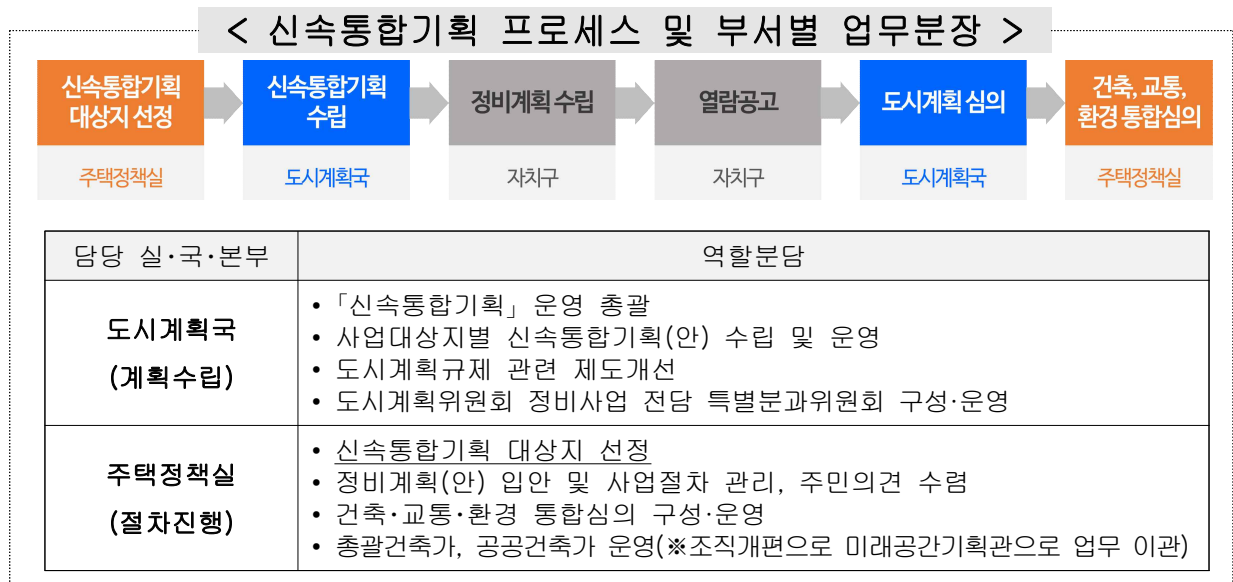 < 신속통합기획 프로세스 및 부서별 업무분장 >
신속통합기획
대상지 선정
신속통합기획
수립
정비계획 수립
열람공고
도시계획 심의
건축, 교통,
환경 통합심의
주택정책실
도시계획국
자치구
자치구
도시계획국
주택정책실
담당 실·국·본부
역할분담
도시계획국
(계획수립)
• 「신속통합기획」 운영 총괄
• 사업대상지별 신속통합기획(안) 수립 및 운영
• 도시계획규제 관련 제도개선
• 도시계획위원회 정비사업 전담 특별분과위원회 구성·운영
주택정책실
(절차진행)
• 신속통합기획 대상지 선정
• 정비계획(안) 입안 및 사업절차 관리, 주민의견 수렴
• 건축·교통·환경 통합심의 구성·운영
• 총괄건축가, 공공건축가 운영(※조직개편으로 미래공간기획관으로 업무 이관)